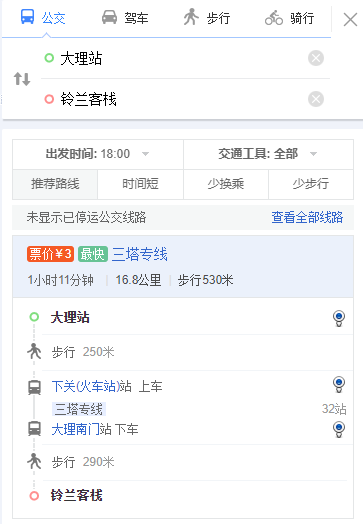 公交 驾车 步行 骑行
大理站
铃兰客栈
出发时间: 18:00 交通工具: 全部
推荐路线 时间短 少换乘 少步行
未显示已停运公交线路 查看全部线路
票价￥3 最快 三塔专线
1小时11分钟 16.8公里 步行530米
大理站
步行 250米
下关(火车站)站 上车
三塔专线 32站
大理南门站 下车
步行 290米
铃兰客栈